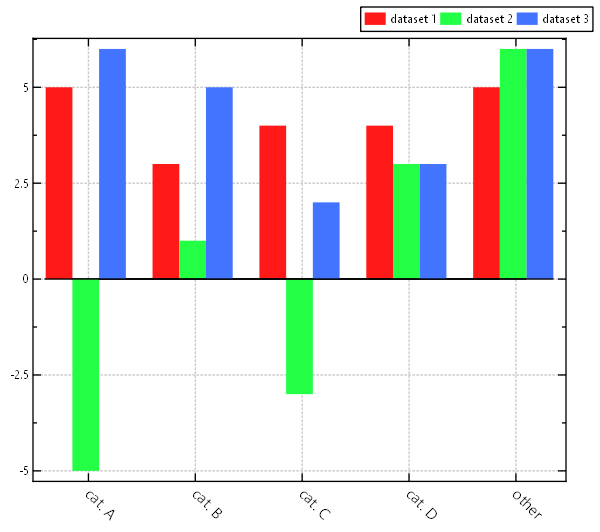 dataset 1 dataset 2 dataset 3
5
2.5
0
-2.5
-5
cat. A cat. B cat. C cat. D other